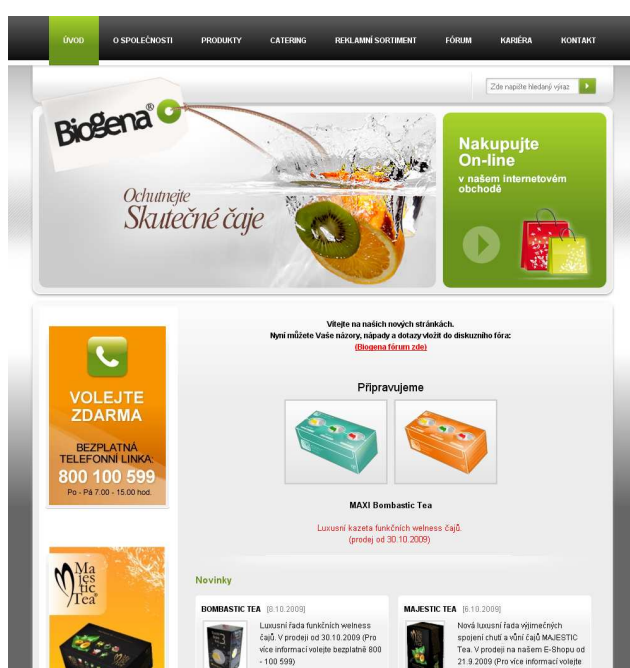 ÚVOD
O SPOLEČNOSTI
PRODUKTY
CATERING
REKLAMNÍ SORTIMENT
FÓRUM
KARIÉRA
KONTAKT
Zde napište hledaný výraz
Biogena®
Ochutnejte
Skutečné čaje
Nakupujte
On-line
v našem internetovém
obchodě
Vítejte na našich nových stránkách.
Nyní můžete Vaše názory, nápady a dotazy vložit do diskuzního fóra:
(Biogena fórum zde)
VOLEJTE
ZDARMA
BEZPLATNÁ
TELEFONNÍ LINKA:
800 100 599
Po - Pá 7.00 - 15.00 hod.
Připravujeme
MAXI Bombastic Tea
Luxusní kazeta funkčních welness čajů.
(prodej od 30.10.2009)
Majestic
Tea
Novinky
BOMBASTIC TEA [8.10.2009]
Luxusní řada funkčních welness
čajů. V prodeji od 30.10.2009 (Pro
více informací volejte bezplatně 800
- 100 599)
MAJESTIC TEA [6.10.2009]
Nová luxusní řada výjimečných
spojení chutí a vůní čajů MAJESTIC
Tea. V prodeji na našem E-Shopu od
21.9.2009 (Pro více informací volejte